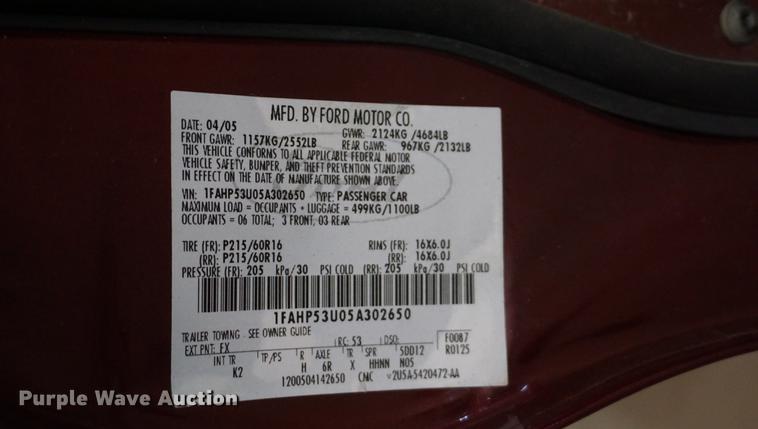 MFD. BY FORD MOTOR CO.
DATE: 04/05 GVWR: 2124KG /4684LB
FRONT GAWR: 1157KG/2552LB REAR GAWR: 967KG /2132LB
THIS VEHICLE CONFORMS TO ALL APPLICABLE FEDERAL MOTOR
VEHICLE SAFETY, BUMPER, AND THEFT PREVENTION STANDARDS
IN EFFECT ON THE DATE OF MANUFACTURE SHOWN ABOVE.
VIN: 1FAHP53U05A302650 TYPE: PASSENGER CAR
MAXIMUM LOAD = OCCUPANTS + LUGGAGE = 499KG/1100LB
OCCUPANTS = 06 TOTAL; 3 FRONT, 03 REAR
TIRE (FR): P215/60R16 RIMS (FR): 16X6.0J
(RR): P215/60R16 (RR): 16X6.0J
PRESSURE (FR): 205 kPa/30 PSI COLD (RR): 205 kPa/30 PSI COLD
1FAHP53U05A302650
TRAILER TOWING - SEE OWNER GUIDE
EXT PNT: FX RC: 53 DSO: F0087
INT TR TP/PS R AXLE TR SPR 5DD12 R0125
K2 H 6R X HHNN NO5
1200504142650 CMC 2U5A-5420472-AA
Purple Wave Auction